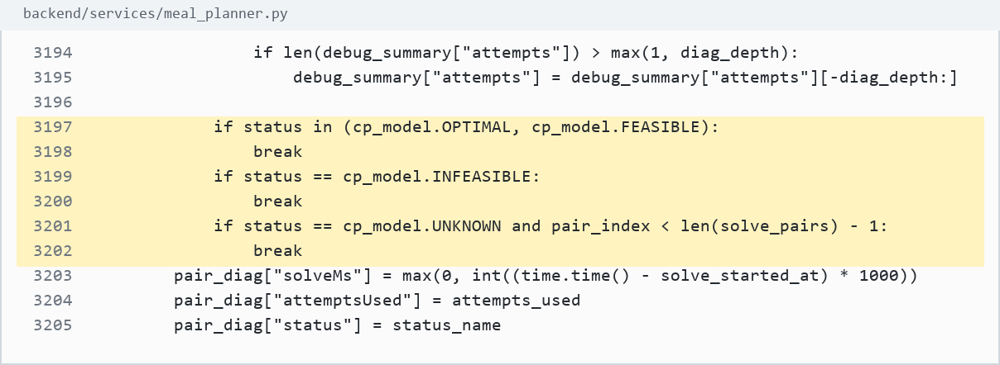 backend/services/meal_planner.py
3194                  if len(debug_summary["attempts"]) > max(1, diag_depth):
3195                      debug_summary["attempts"] = debug_summary["attempts"][-diag_depth:]
3196
3197              if status in (cp_model.OPTIMAL, cp_model.FEASIBLE):
3198                  break
3199              if status == cp_model.INFEASIBLE:
3200                  break
3201              if status == cp_model.UNKNOWN and pair_index < len(solve_pairs) - 1:
3202                  break
3203          pair_diag["solveMs"] = max(0, int((time.time() - solve_started_at) * 1000))
3204          pair_diag["attemptsUsed"] = attempts_used
3205          pair_diag["status"] = status_name